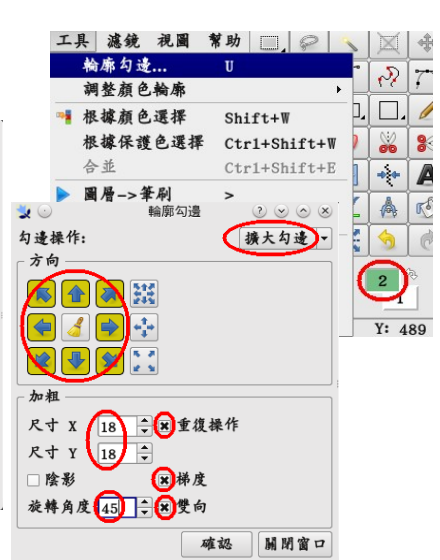 工具 濾鏡 視圖 幫助
輪廓勾邊... U
調整顏色輪廓
根據顏色選擇 Shift+W
根據保護色選擇 Ctrl+Shift+W
合並 Ctrl+Shift+E
圖層->筆刷 >
輪廓勾邊
勾邊操作: 擴大勾邊
方向
加粗
尺寸 X 18 重復操作
尺寸 Y 18
陰影 梯度
旋轉角度 45 雙向
確認 關閉窗口
2
1
Y: 489